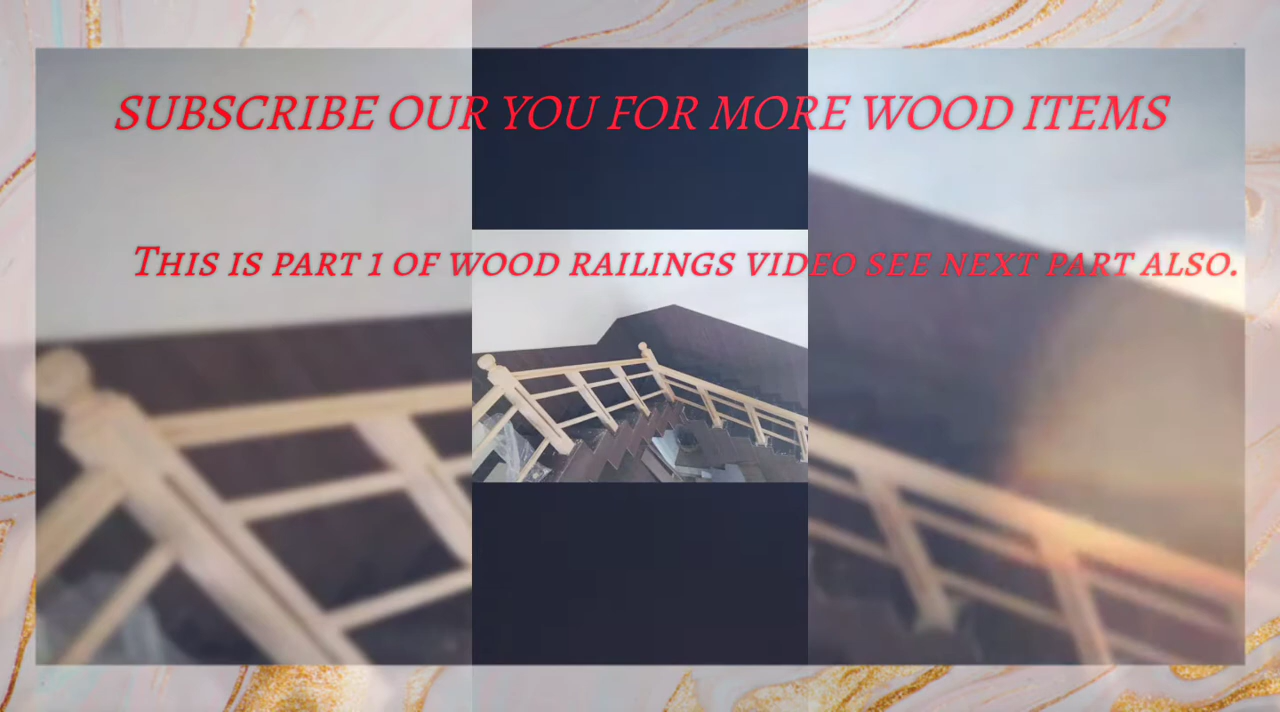 SUBSCRIBE OUR YOU FOR MORE WOOD ITEMS
THIS IS PART 1 OF WOOD RAILINGS VIDEO SEE NEXT PART ALSO.